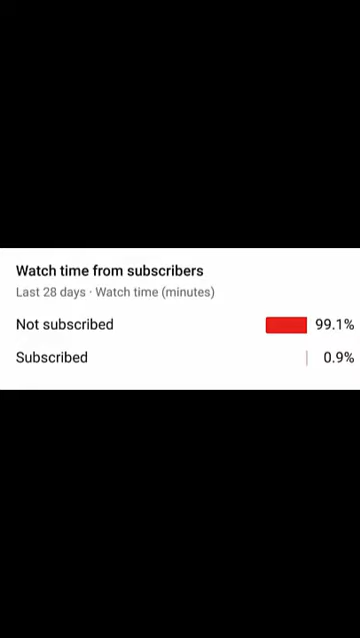 Watch time from subscribers
Last 28 days · Watch time (minutes)
Not subscribed 99.1%
Subscribed 0.9%